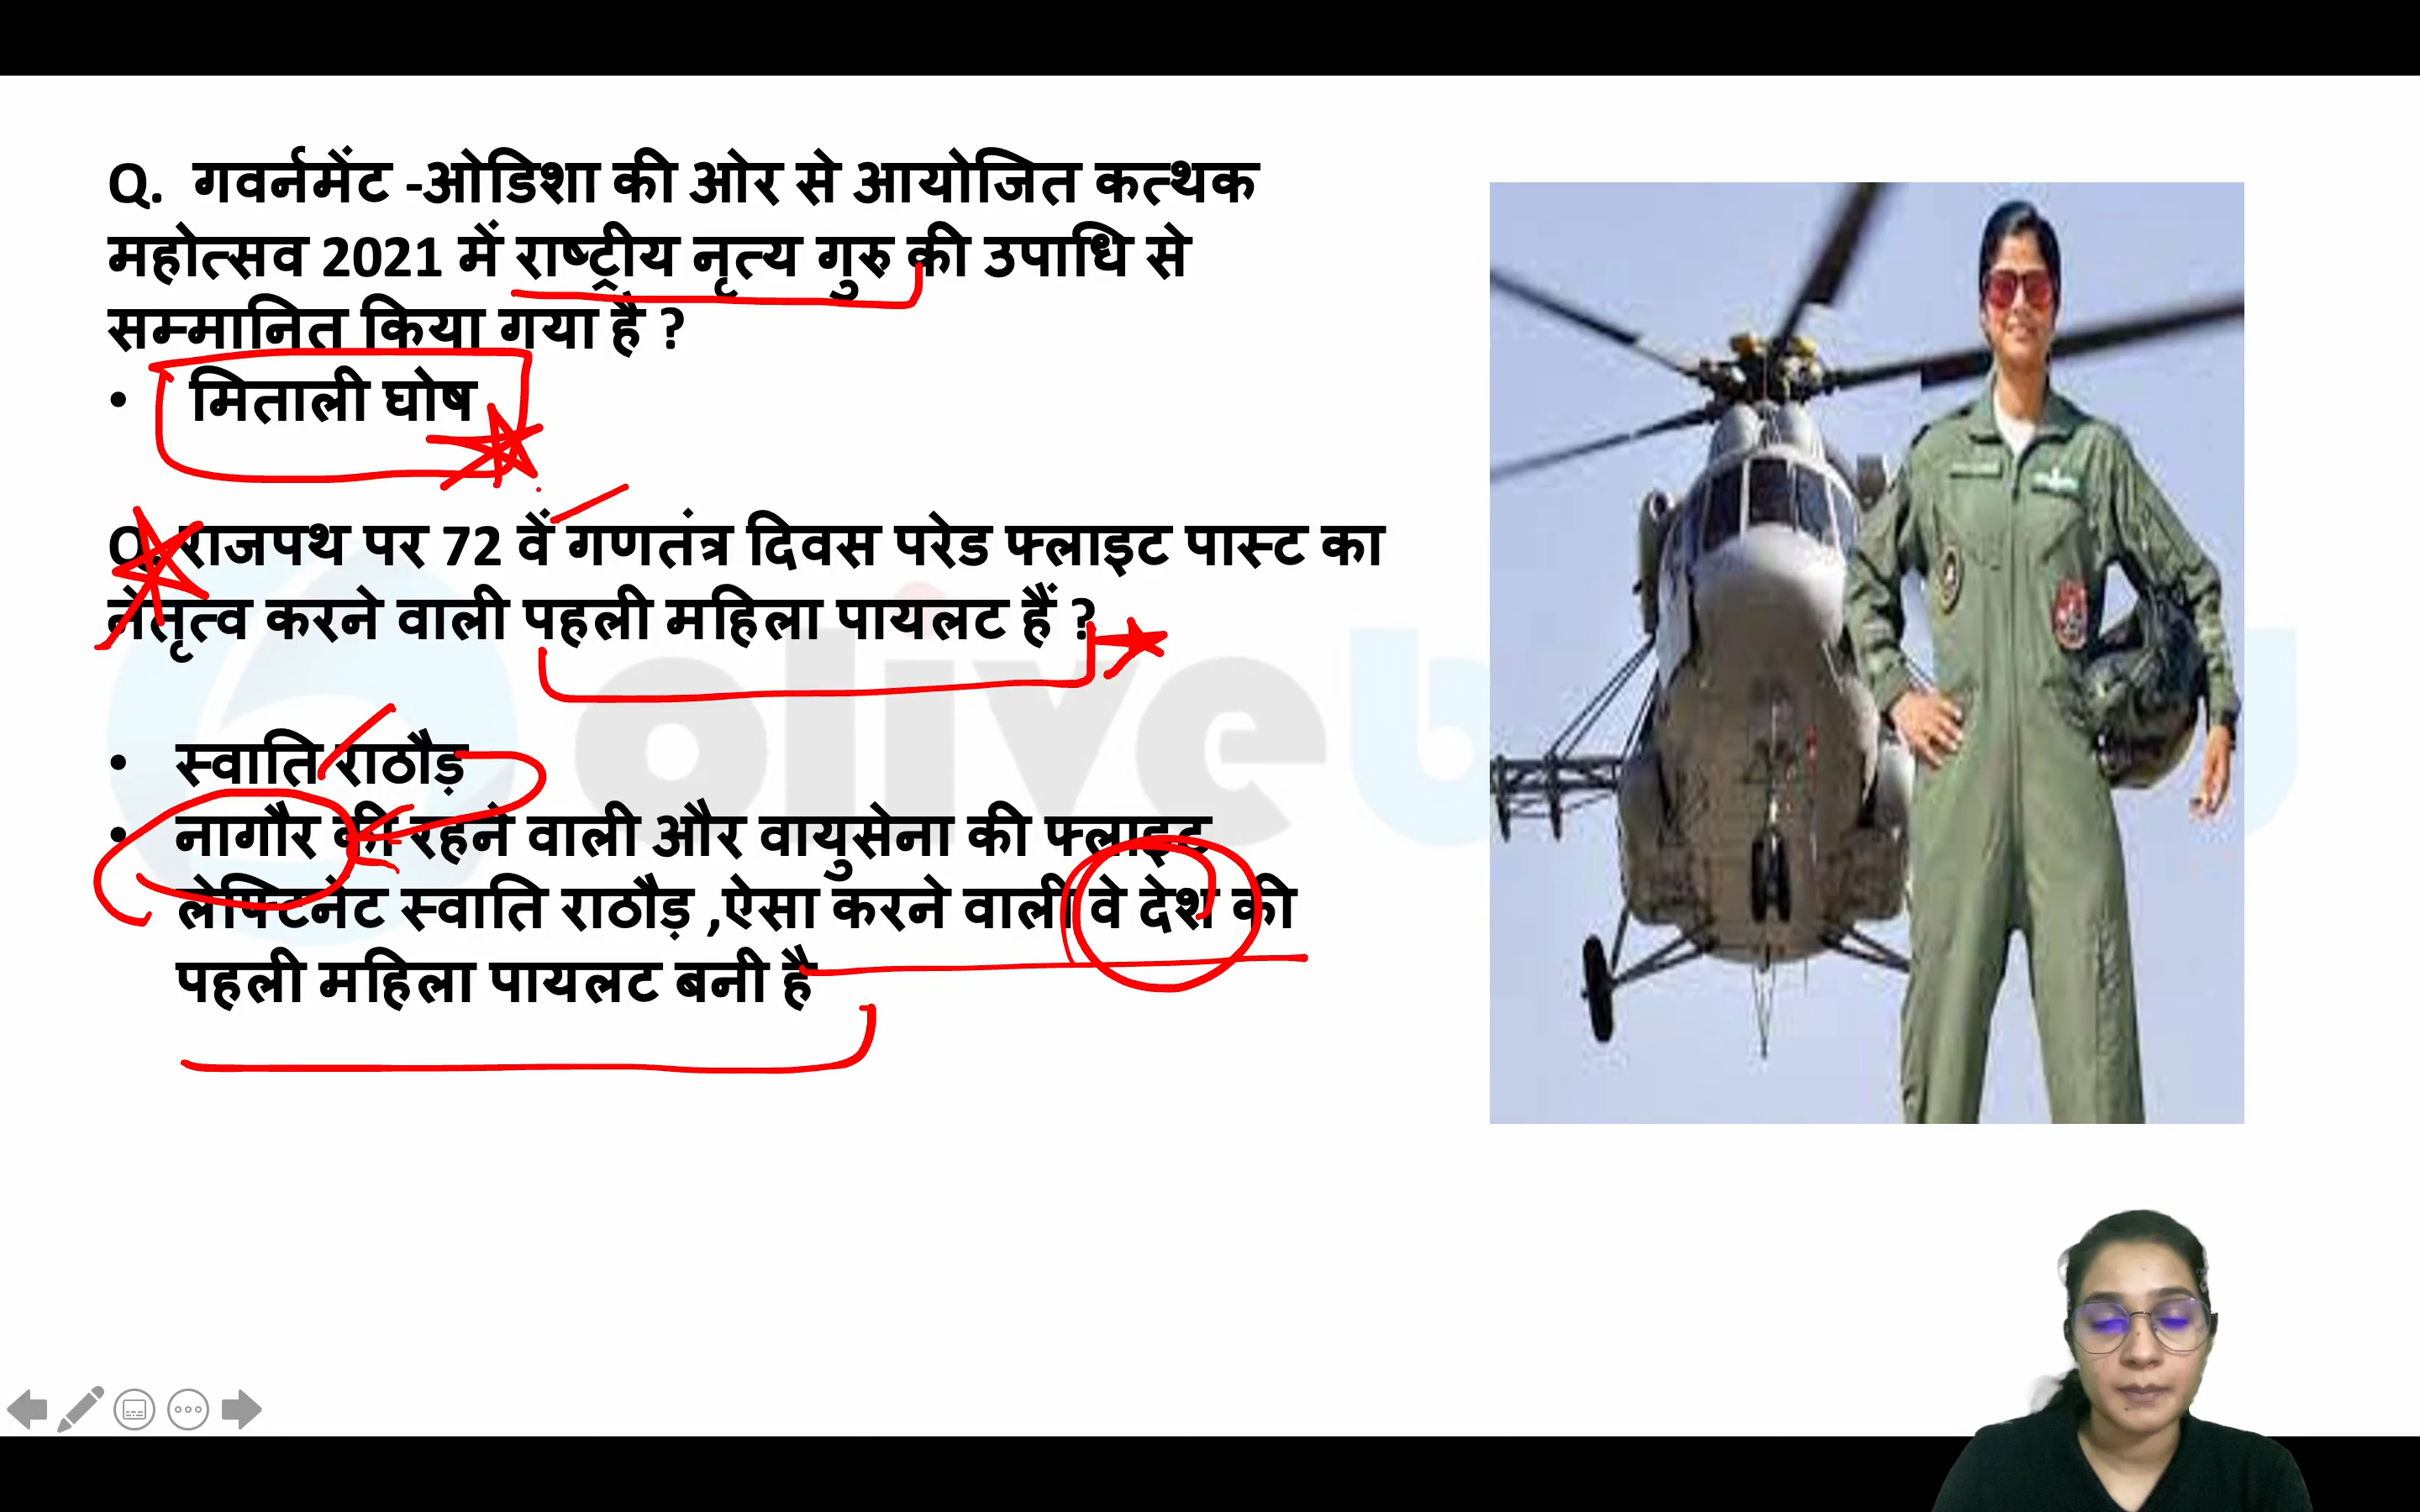 Q. गवर्नमेंट -ओडिशा की ओर से आयोजित कत्थक
महोत्सव 2021 में राष्ट्रीय नृत्य गुरु की उपाधि से
सम्मानित किया गया है ?
• मिताली घोष
Q. राजपथ पर 72 वें गणतंत्र दिवस परेड फ्लाइट पास्ट का
नेतृत्व करने वाली पहली महिला पायलट हैं ?
• स्वाति राठौड़
• नागौर की रहने वाली और वायुसेना की फ्लाइट
लेफ्टिनेंट स्वाति राठौड़ ,ऐसा करने वाली वे देश की
पहली महिला पायलट बनी है
olive